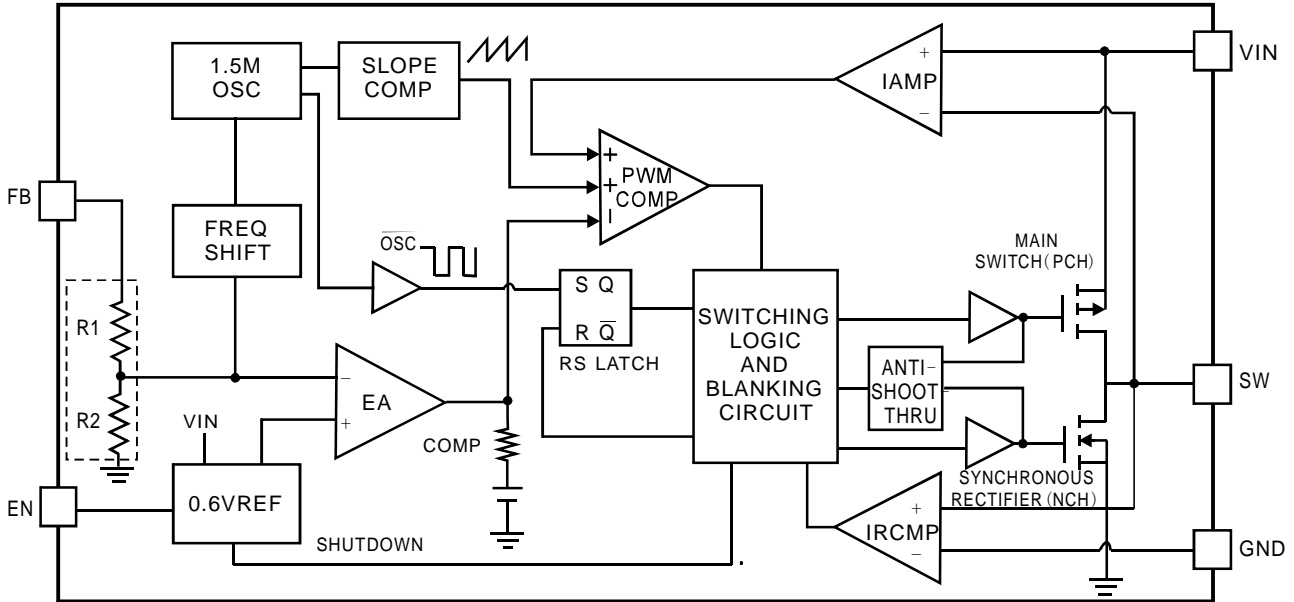 1.5M
OSC
SLOPE
COMP
+
IAMP
−
VIN
+
+
−
PWM
COMP
FB
FREQ
SHIFT
OSC
MAIN
SWITCH(PCH)
R1
R2
S Q
R Q
RS LATCH
SWITCHING
LOGIC
AND
BLANKING
CIRCUIT
ANTI-
SHOOT-
THRU
SW
−
EA
+
VIN
COMP
EN
0.6VREF
SHUTDOWN
SYNCHRONOUS
RECTIFIER(NCH)
+
IRCMP
−
GND